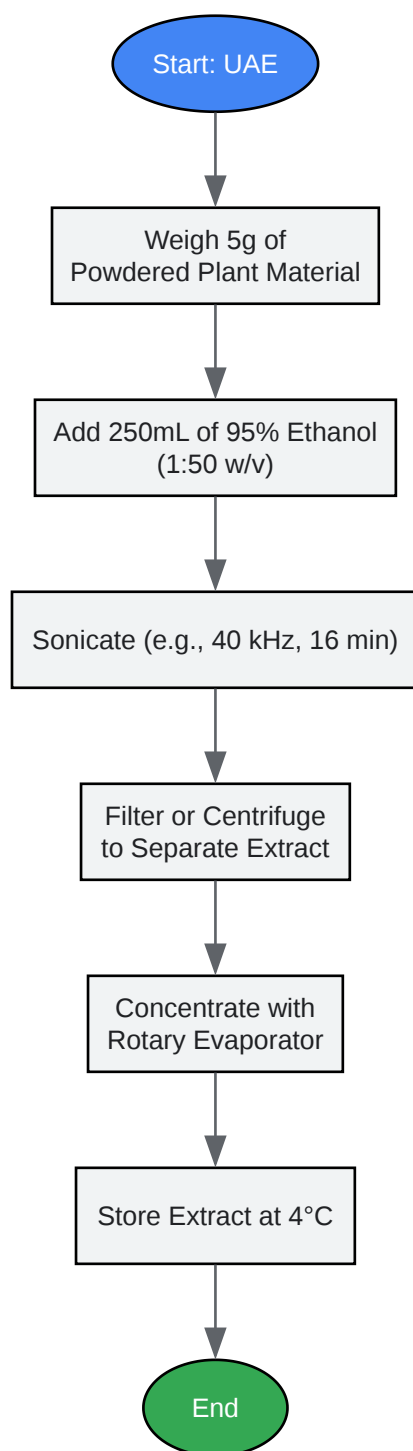 Start: UAE
Weigh 5g of
Powdered Plant Material
Add 250mL of 95% Ethanol
(1:50 w/v)
Sonicate (e.g., 40 kHz, 16 min)
Filter or Centrifuge
to Separate Extract
Concentrate with
Rotary Evaporator
Store Extract at 4°C
End